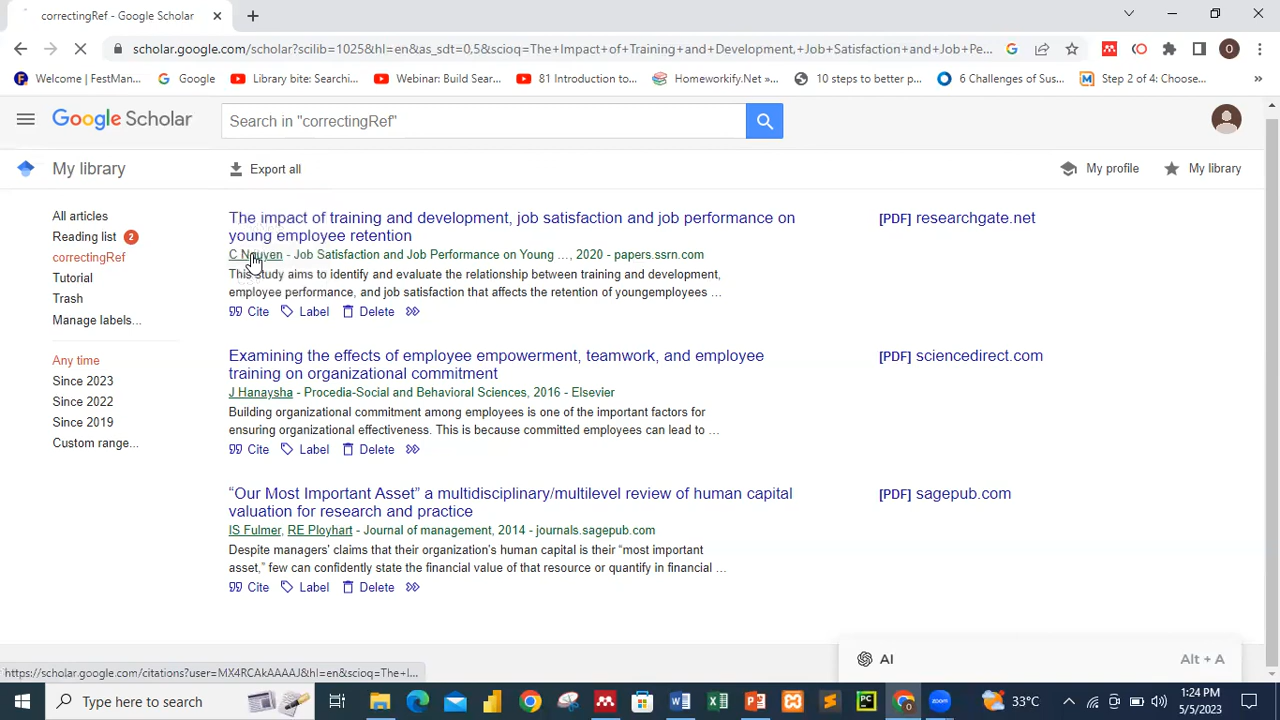 correctingRef - Google Scholar
scholar.google.com/scholar?scilib=1025&hl=en&as_sdt=0,5&scioq=The+Impact+of+Training+and+Development,+Job+Satisfaction+and+Job+Pe...
O
Welcome | FestMan...
Google
Library bite: Searchi...
Webinar: Build Sear...
81 Introduction to...
Homeworkify.Net »...
10 steps to better p...
6 Challenges of Sus...
Step 2 of 4: Choose...
»
Google Scholar
Search in "correctingRef"
My library
Export all
My profile
My library
All articles
Reading list 2
correctingRef
Tutorial
Trash
Manage labels...
Any time
Since 2023
Since 2022
Since 2019
Custom range...
The impact of training and development, job satisfaction and job performance on
young employee retention
C Nguyen - Job Satisfaction and Job Performance on Young …, 2020 - papers.ssrn.com
This study aims to identify and evaluate the relationship between training and development,
employee performance, and job satisfaction that affects the retention of youngemployees …
Cite Label Delete
[PDF] researchgate.net
Examining the effects of employee empowerment, teamwork, and employee
training on organizational commitment
J Hanaysha - Procedia-Social and Behavioral Sciences, 2016 - Elsevier
Building organizational commitment among employees is one of the important factors for
ensuring organizational effectiveness. This is because committed employees can lead to …
Cite Label Delete
[PDF] sciencedirect.com
“Our Most Important Asset” a multidisciplinary/multilevel review of human capital
valuation for research and practice
IS Fulmer, RE Ployhart - Journal of management, 2014 - journals.sagepub.com
Despite managers’ claims that their organization’s human capital is their “most important
asset,” few can confidently state the financial value of that resource or quantify in financial …
Cite Label Delete
[PDF] sagepub.com
AI Alt + A
https://scholar.google.com/citations?user=MX4RCAkAAAAJ&hl=en&scioq=The+I...
Type here to search
PC
zoom
33°C
1:24 PM
5/5/2023